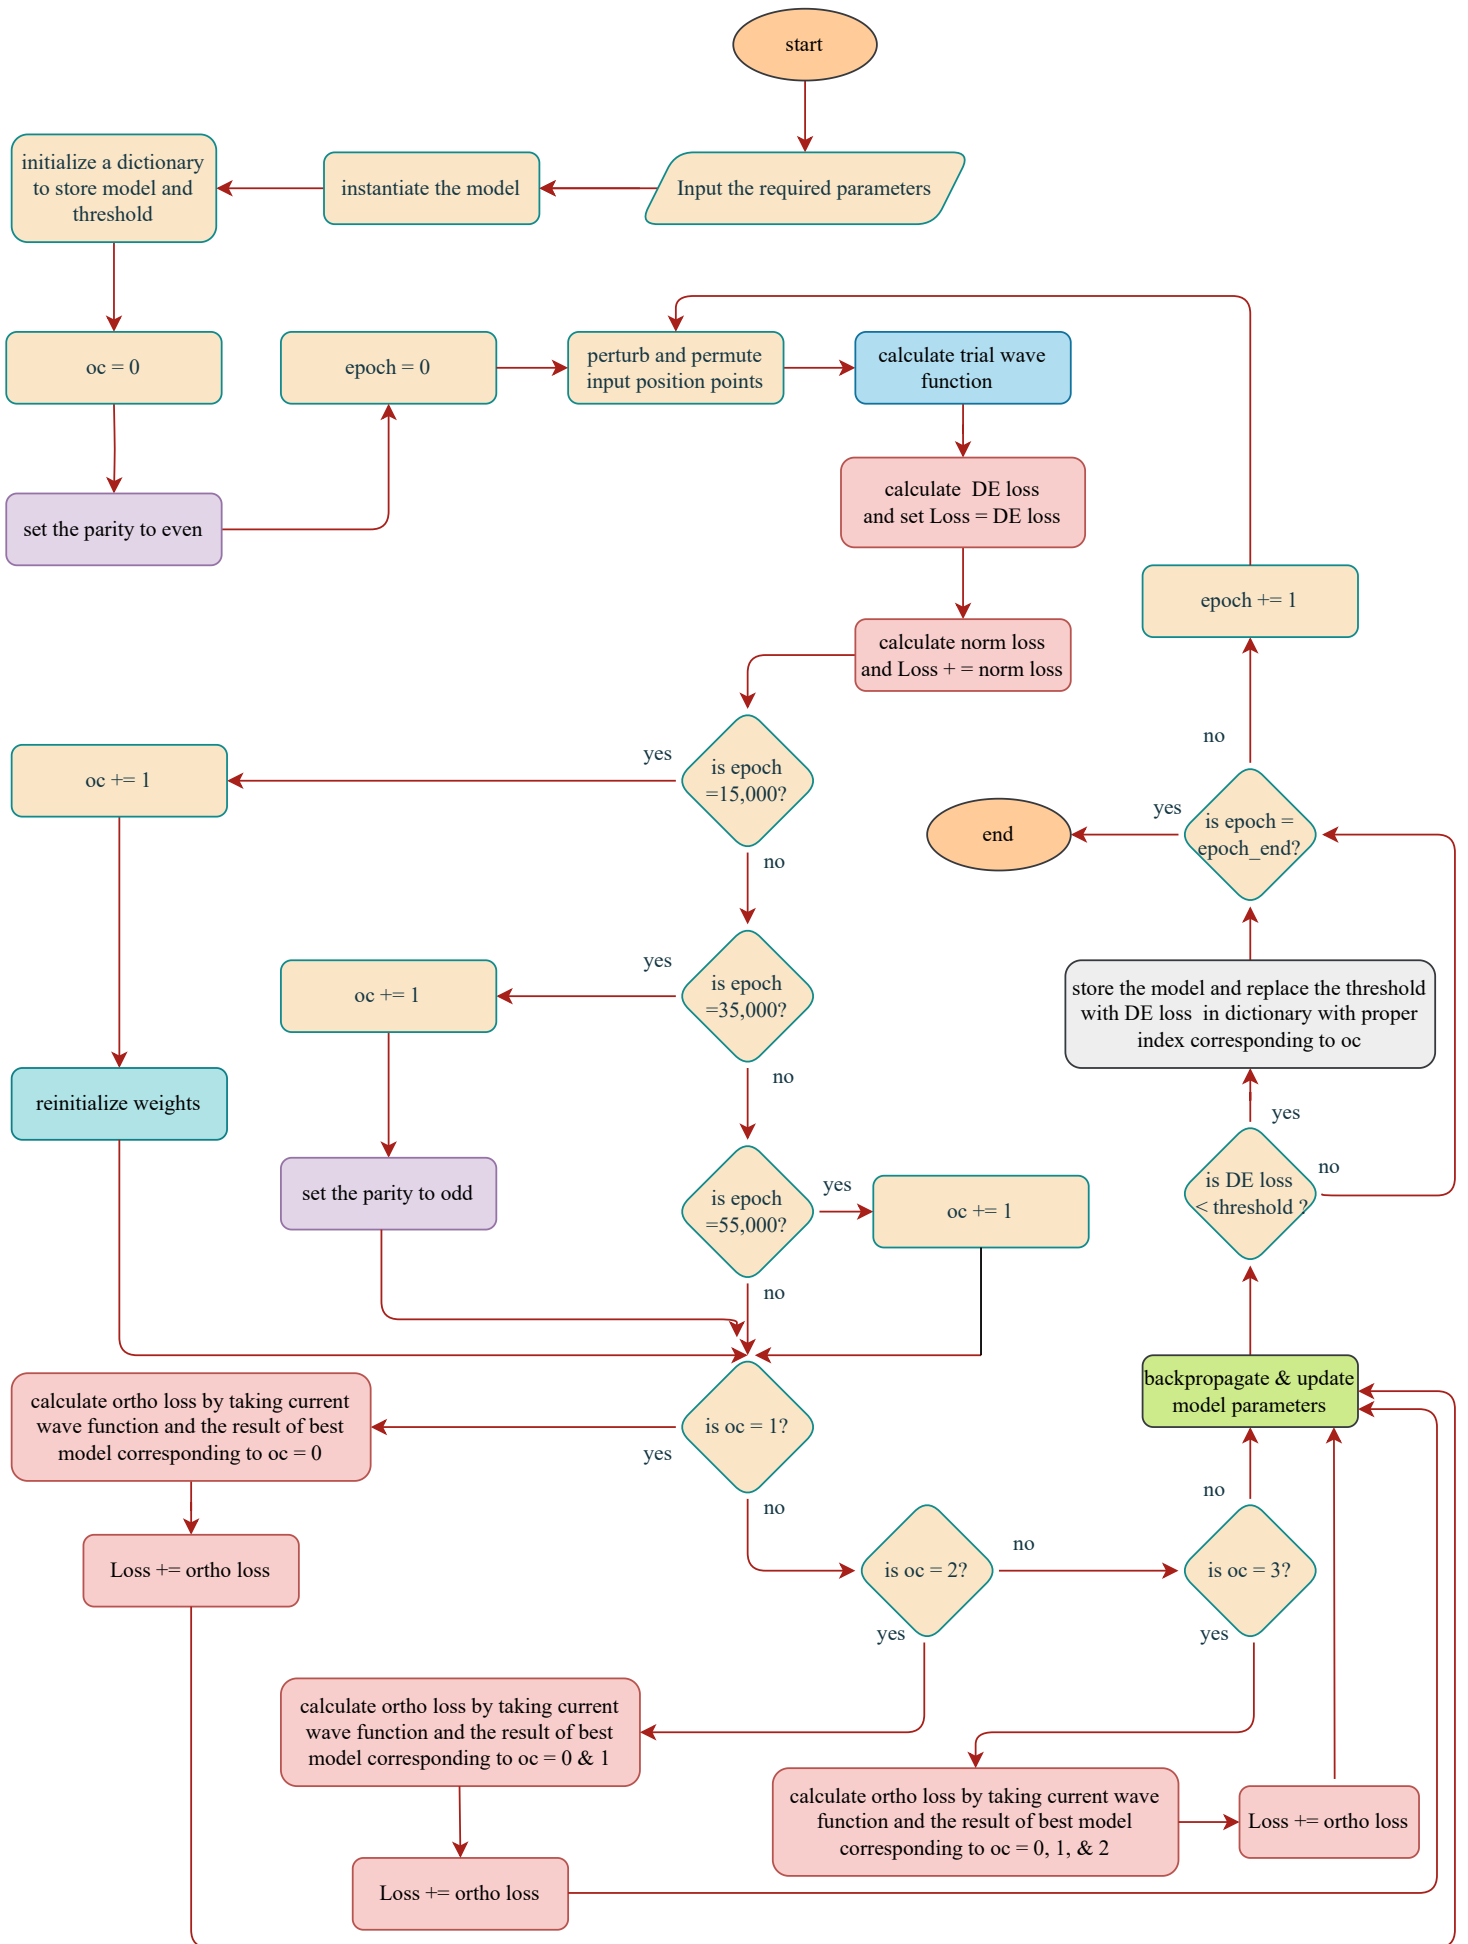 start
Input the required parameters
instantiate the model
initialize a dictionary
to store model and
threshold
oc = 0
set the parity to even
epoch = 0
perturb and permute
input position points
calculate trial wave
function
calculate  DE loss
and set Loss = DE loss
calculate norm loss
and Loss + = norm loss
is epoch
=15,000?
yes
no
oc += 1
reinitialize weights
is epoch
=35,000?
yes
no
oc += 1
set the parity to odd
is epoch
=55,000?
yes
no
oc += 1
is oc = 1?
yes
no
calculate ortho loss by taking current
wave function and the result of best
model corresponding to oc = 0
Loss += ortho loss
is oc = 2?
yes
no
calculate ortho loss by taking current
wave function and the result of best
model corresponding to oc = 0 & 1
Loss += ortho loss
is oc = 3?
yes
no
calculate ortho loss by taking current wave
function and the result of best model
corresponding to oc = 0, 1, & 2
Loss += ortho loss
backpropagate & update
model parameters
is DE loss
< threshold ?
yes
no
store the model and replace the threshold
with DE loss  in dictionary with proper
index corresponding to oc
is epoch =
epoch_end?
yes
no
end
epoch += 1